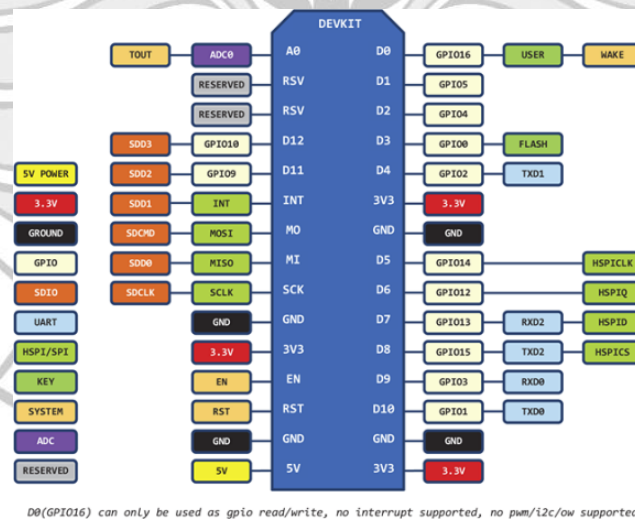 DEVKIT
TOUT ADC0 A0 D0 GPIO16 USER WAKE
RESERVED RSV D1 GPIO5
RESERVED RSV D2 GPIO4
SDD3 GPIO10 D12 D3 GPIO0 FLASH
5V POWER SDD2 GPIO9 D11 D4 GPIO2 TXD1
3.3V SDD1 INT INT 3V3 3.3V
GROUND SDCMD MOSI MO GND GND
GPIO SDD0 MISO MI D5 GPIO14 HSPICLK
SDIO SDCLK SCLK SCK D6 GPIO12 HSPIQ
UART GND GND D7 GPIO13 RXD2 HSPID
HSPI/SPI 3.3V 3V3 D8 GPIO15 TXD2 HSPICS
KEY EN EN D9 GPIO3 RXD0
SYSTEM RST RST D10 GPIO1 TXD0
ADC GND GND GND GND
RESERVED 5V 5V 3V3 3.3V
D0(GPIO16) can only be used as gpio read/write, no interrupt supported, no pwm/i2c/ow supported